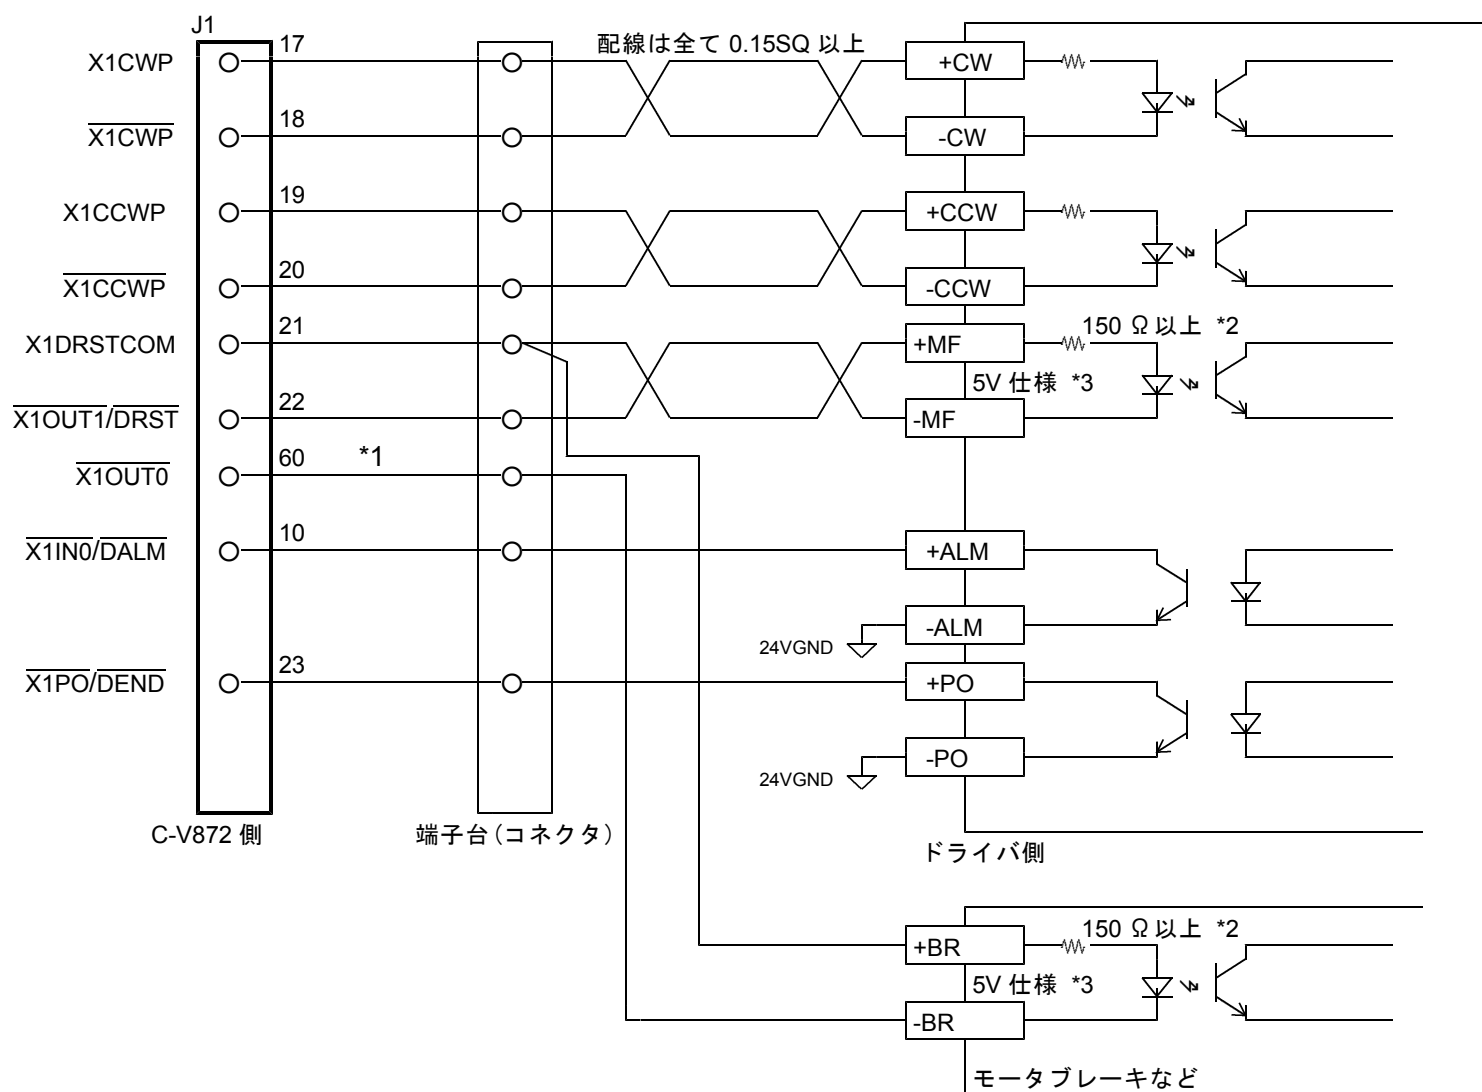 J1
17
配線は全て 0.15SQ 以上
X1CWP
+CW
18
X1CWP
-CW
19
X1CCWP
+CCW
20
X1CCWP
-CCW
21
150 Ω以上 *2
X1DRSTCOM
+MF
5V 仕様 *3
22
X1OUT1/DRST
-MF
60
*1
X1OUT0
10
X1IN0/DALM
+ALM
-ALM
24VGND
23
X1PO/DEND
+PO
-PO
24VGND
C-V872 側
端子台(コネクタ)
ドライバ側
150 Ω以上 *2
+BR
5V 仕様 *3
-BR
モータブレーキなど